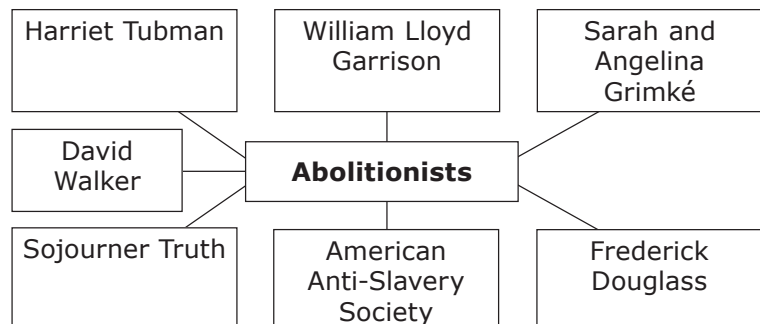 Harriet Tubman
William Lloyd
Garrison
Sarah and
Angelina
Grimké
David
Walker
Abolitionists
Sojourner Truth
American
Anti-Slavery
Society
Frederick
Douglass